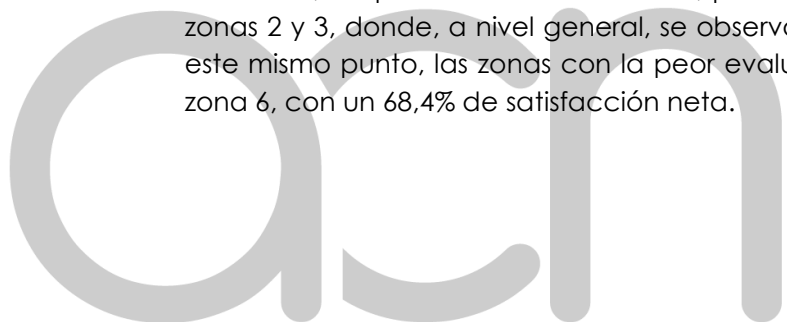 zonas 2 y 3, donde, a nivel general, se observ
este mismo punto, las zonas con la peor evalu
zona 6, con un 68,4% de satisfacción neta.
acn